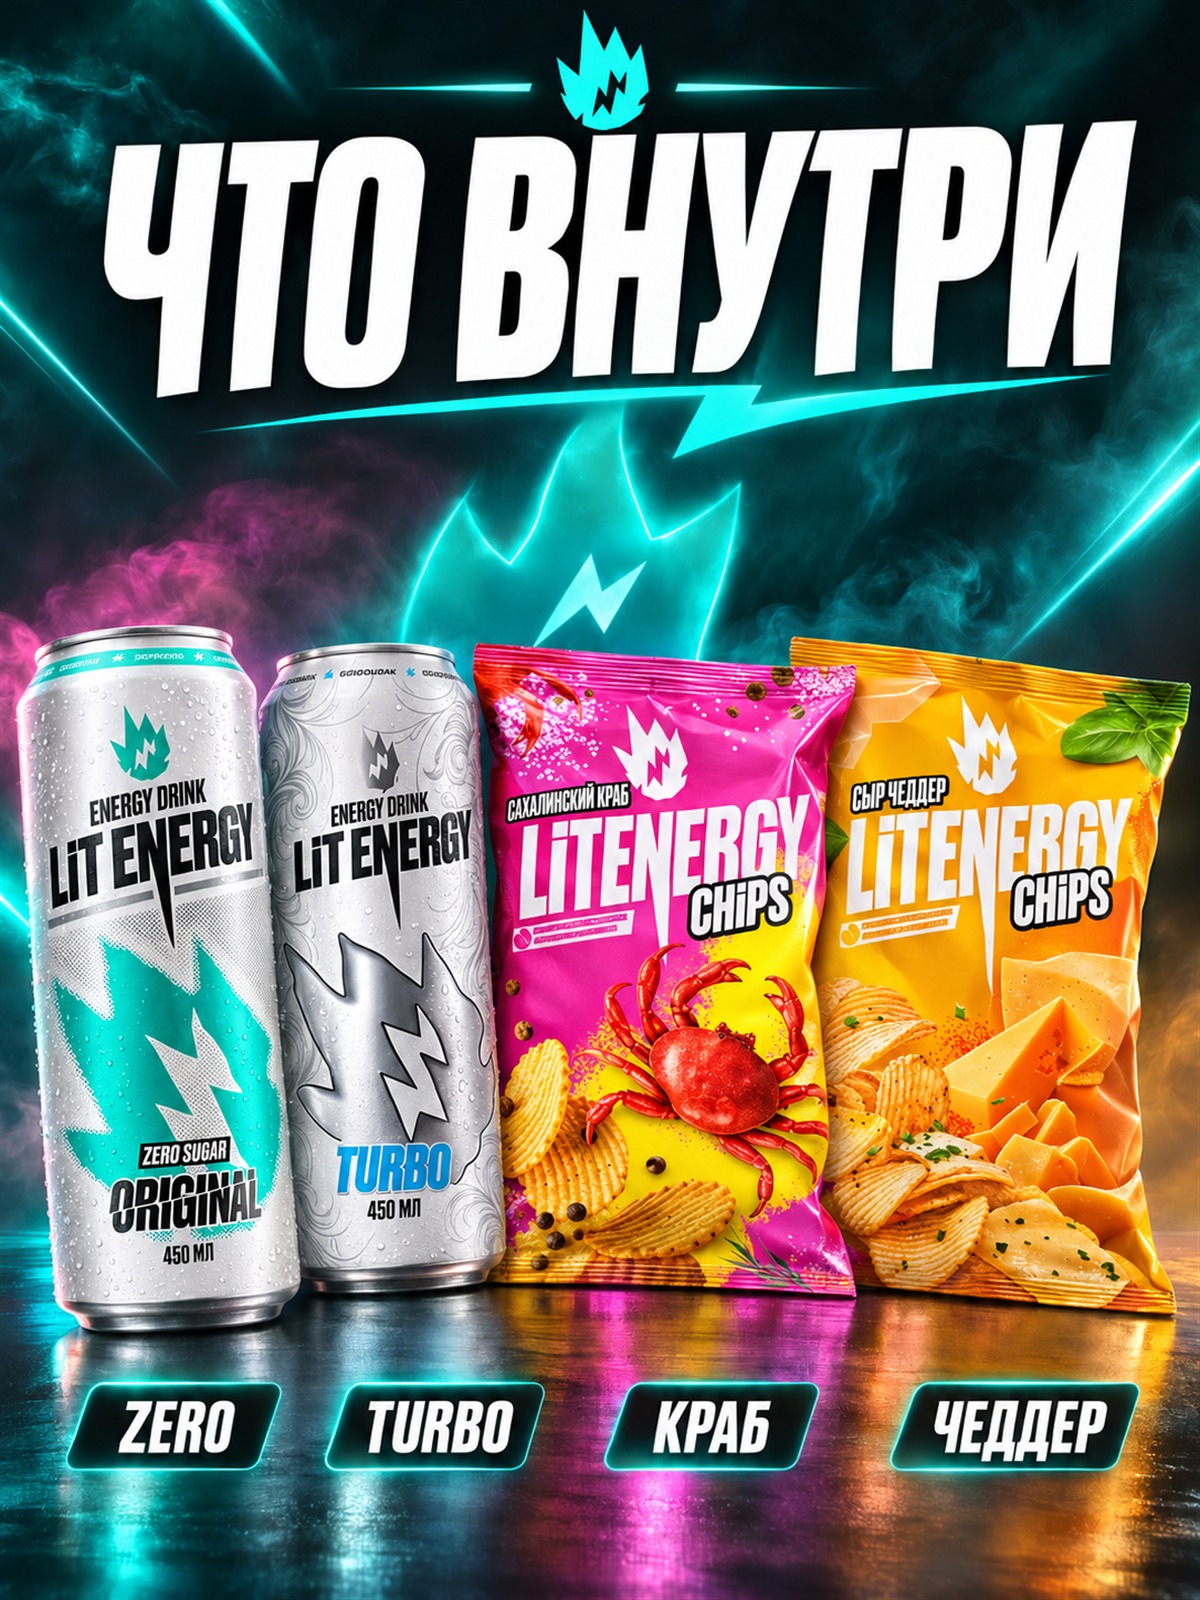 ЧТО ВНУТРИ
ENERGY DRINK
LiT ENERGY
ZERO SUGAR
ORIGINAL
450 МЛ
ENERGY DRINK
LiT ENERGY
TURBO
450 МЛ
САХАЛИНСКИЙ КРАБ
LiTENERGY
CHiPS
СЫР ЧЕДДЕР
LiTENERGY
CHiPS
ZERO
TURBO
КРАБ
ЧЕДДЕР